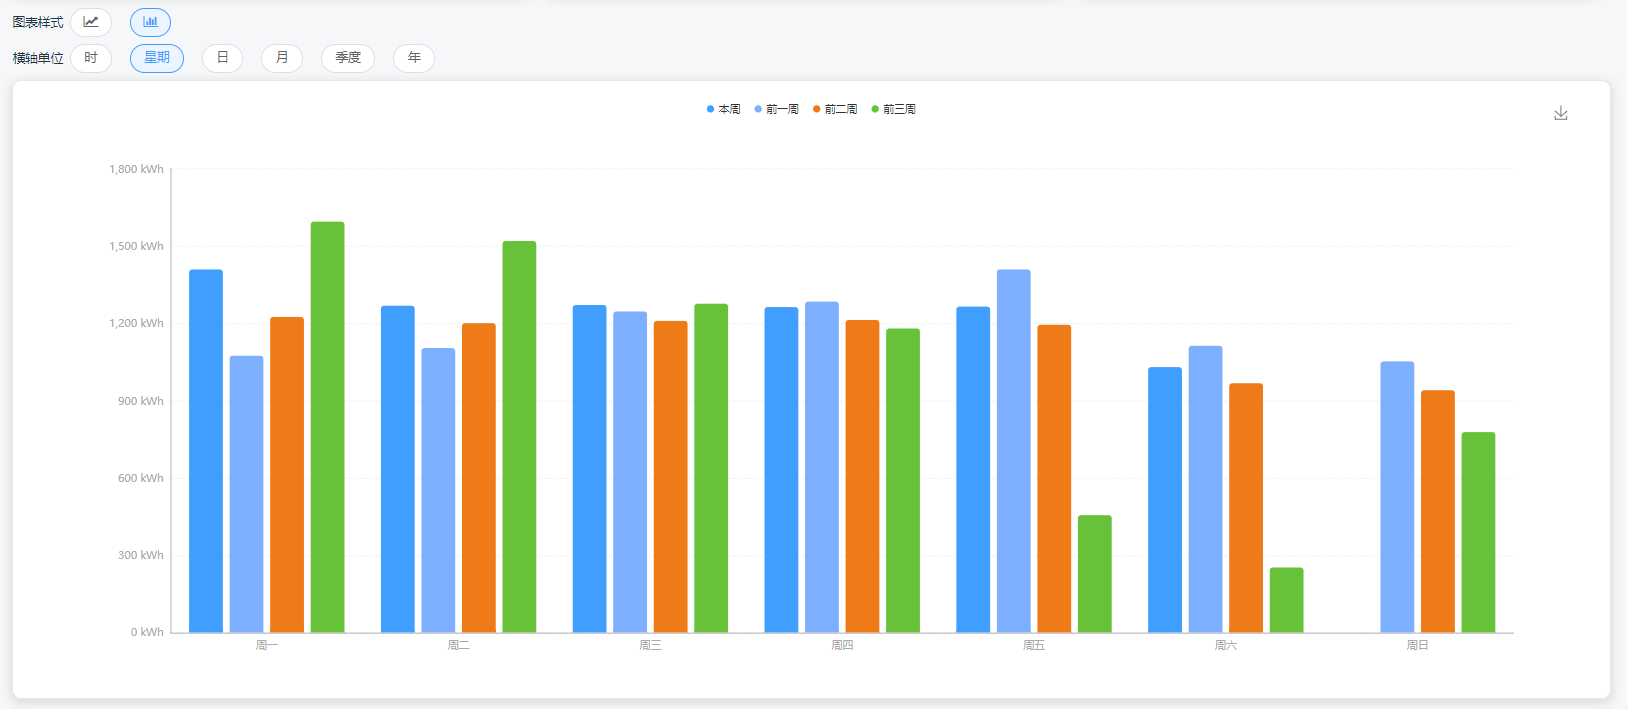 图表样式
横轴单位 时 星期 日 月 季度 年
本周 前一周 前二周 前三周
1,800 kWh
1,500 kWh
1,200 kWh
900 kWh
600 kWh
300 kWh
0 kWh
周一 周二 周三 周四 周五 周六 周日